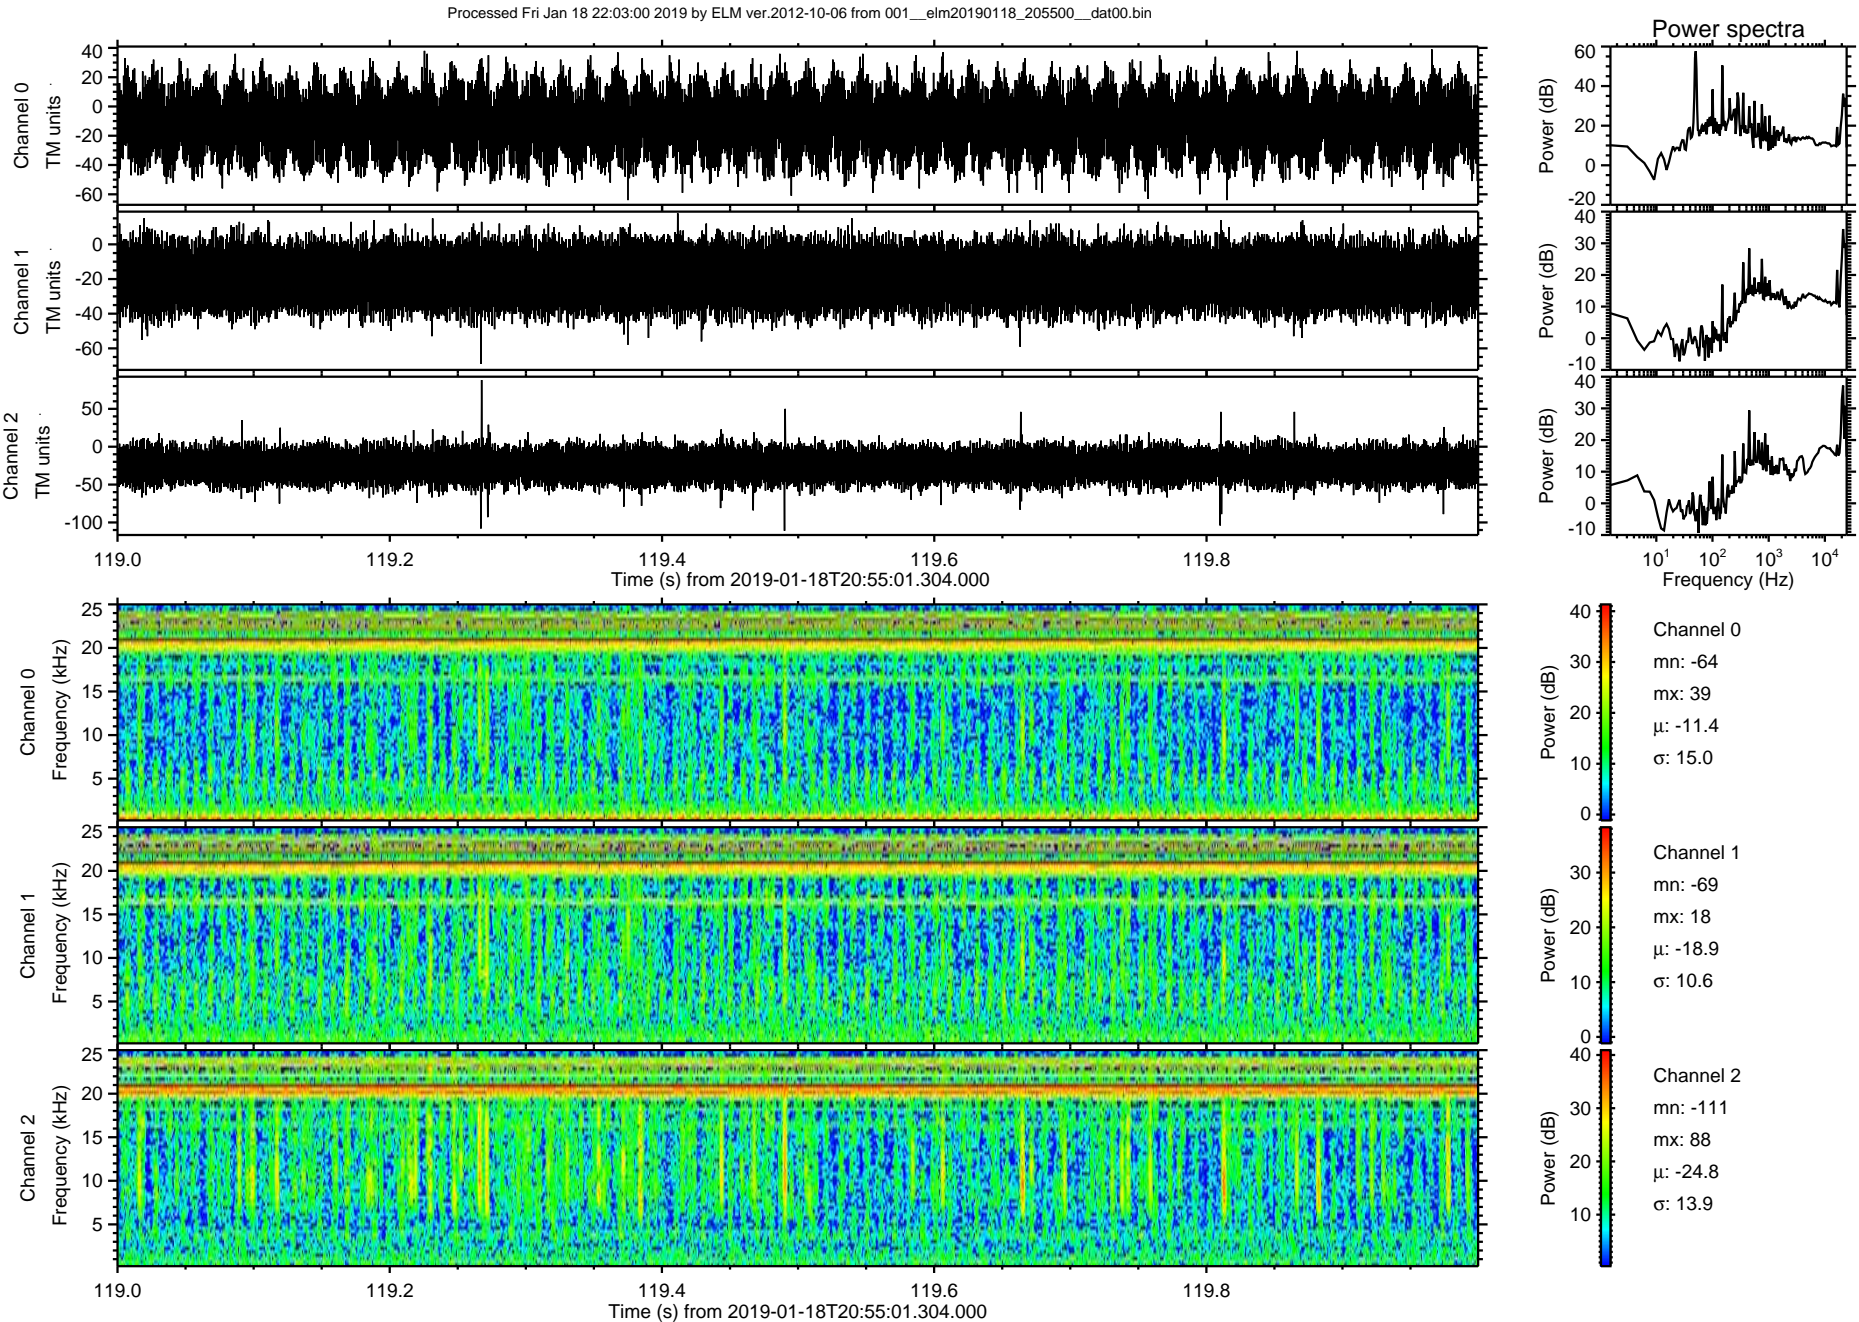 Processed Fri Jan 18 22:03:00 2019 by ELM ver.2012-10-06 from 001__elm20190118_205500__dat00.bin
Power spectra
Channel 0
TM units
40
20
0
-20
-40
-60
Power (dB)
60
40
20
0
-20
Channel 1
TM units
0
-20
-40
-60
Power (dB)
40
30
20
10
0
-10
Channel 2
TM units
50
0
-50
-100
Power (dB)
40
30
20
10
0
-10
119.0 119.2 119.4 119.6 119.8
Time (s) from 2019-01-18T20:55:01.304.000
10¹ 10² 10³ 10⁴
Frequency (Hz)
Channel 0
Frequency (kHz)
25
20
15
10
5
Power (dB)
40
30
20
10
0
Channel 0
mn: -64
mx: 39
μ: -11.4
σ: 15.0
Channel 1
Frequency (kHz)
25
20
15
10
5
Power (dB)
30
20
10
0
Channel 1
mn: -69
mx: 18
μ: -18.9
σ: 10.6
Channel 2
Frequency (kHz)
25
20
15
10
5
Power (dB)
40
30
20
10
Channel 2
mn: -111
mx: 88
μ: -24.8
σ: 13.9
119.0 119.2 119.4 119.6 119.8
Time (s) from 2019-01-18T20:55:01.304.000